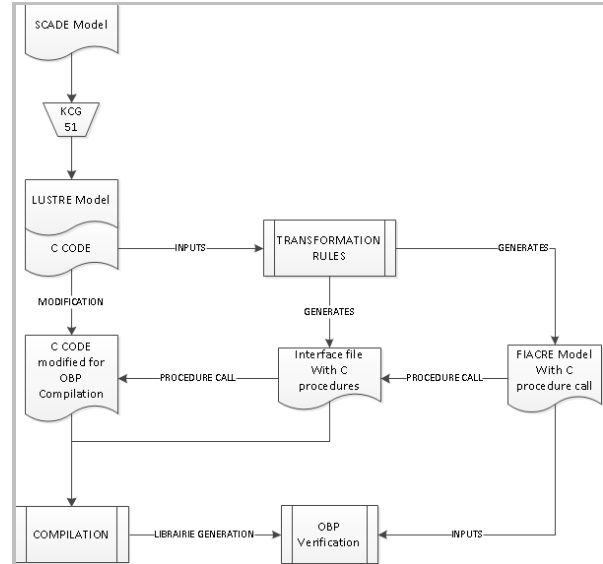 SCADE Model
KCG
51
LUSTRE Model
C CODE
INPUTS
TRANSFORMATION
RULES
GENERATES
MODIFICATION
GENERATES
C CODE
modified for
OBP
Compilation
PROCEDURE CALL
Interface file
With C
procedures
PROCEDURE CALL
FIACRE Model
With C
procedure call
COMPILATION
LIBRAIRIE GENERATION
OBP
Verification
INPUTS